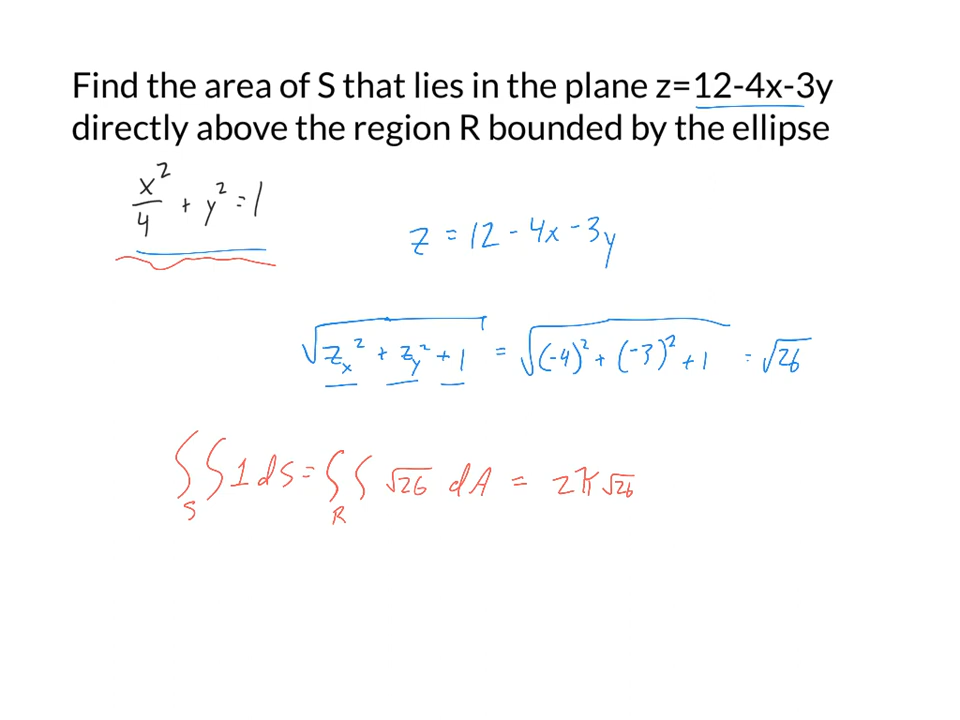 Find the area of S that lies in the plane z=12-4x-3y
directly above the region R bounded by the ellipse
x²/4 + y² = 1
z = 12 - 4x - 3y
√(z_x² + z_y² + 1) = √((-4)² + (-3)² + 1) = √26
∫∫_S 1 dS = ∫∫_R √26 dA = 2π√26